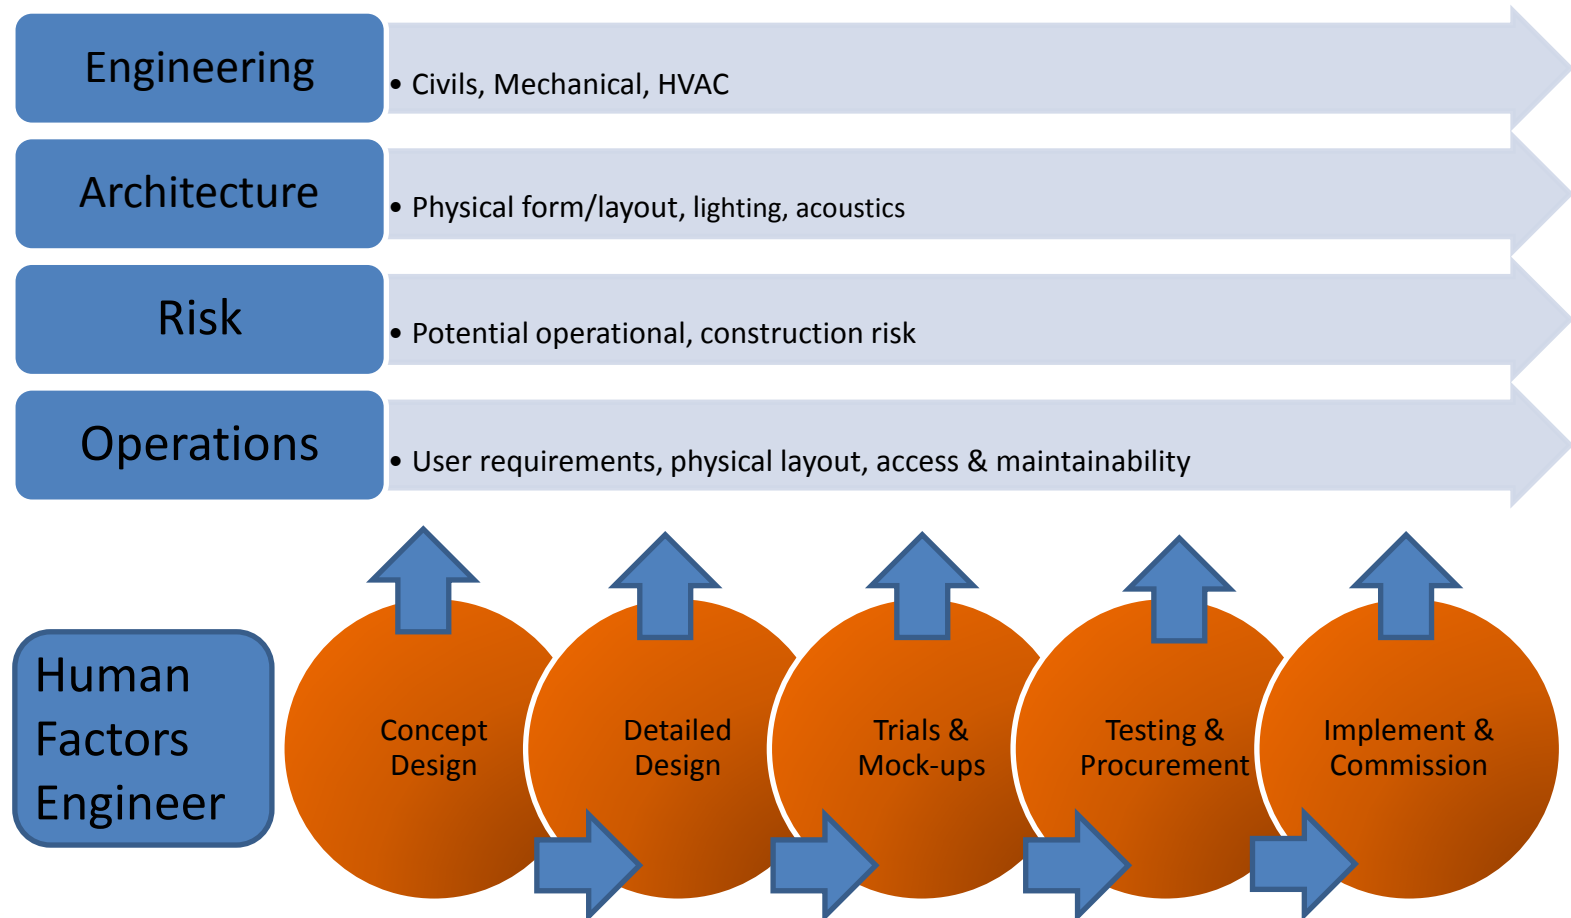 Engineering
• Civils, Mechanical, HVAC
Architecture
• Physical form/layout, lighting, acoustics
Risk
• Potential operational, construction risk
Operations
• User requirements, physical layout, access & maintainability
Human
Factors
Engineer
Concept
Design
Detailed
Design
Trials &
Mock-ups
Testing &
Procurement
Implement &
Commission